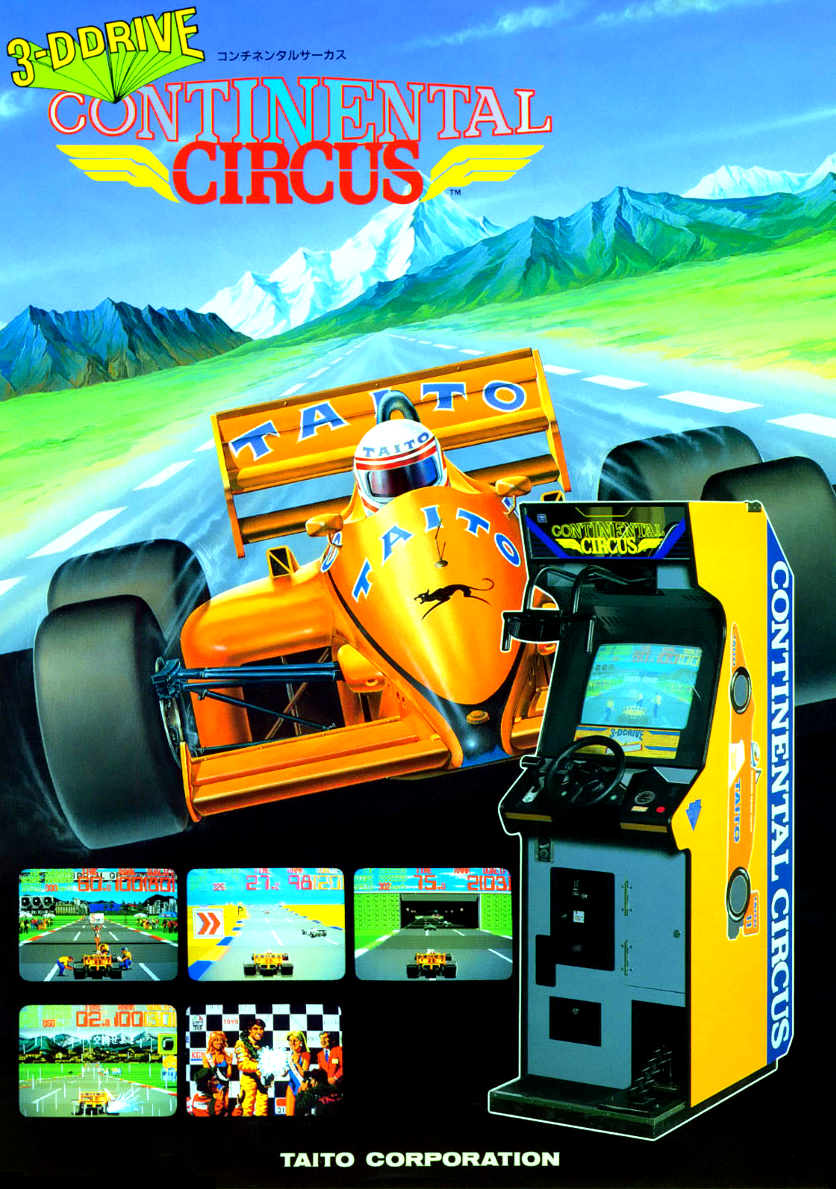 3-D DRIVE
コンチネンタルサーカス
CONTINENTAL
CIRCUS
TM
TAITO
TAITO
TAITO
CONTINENTAL
CIRCUS
3-D DRIVE
CONTINENTAL CIRCUS
TAITO
TAITO CORPORATION